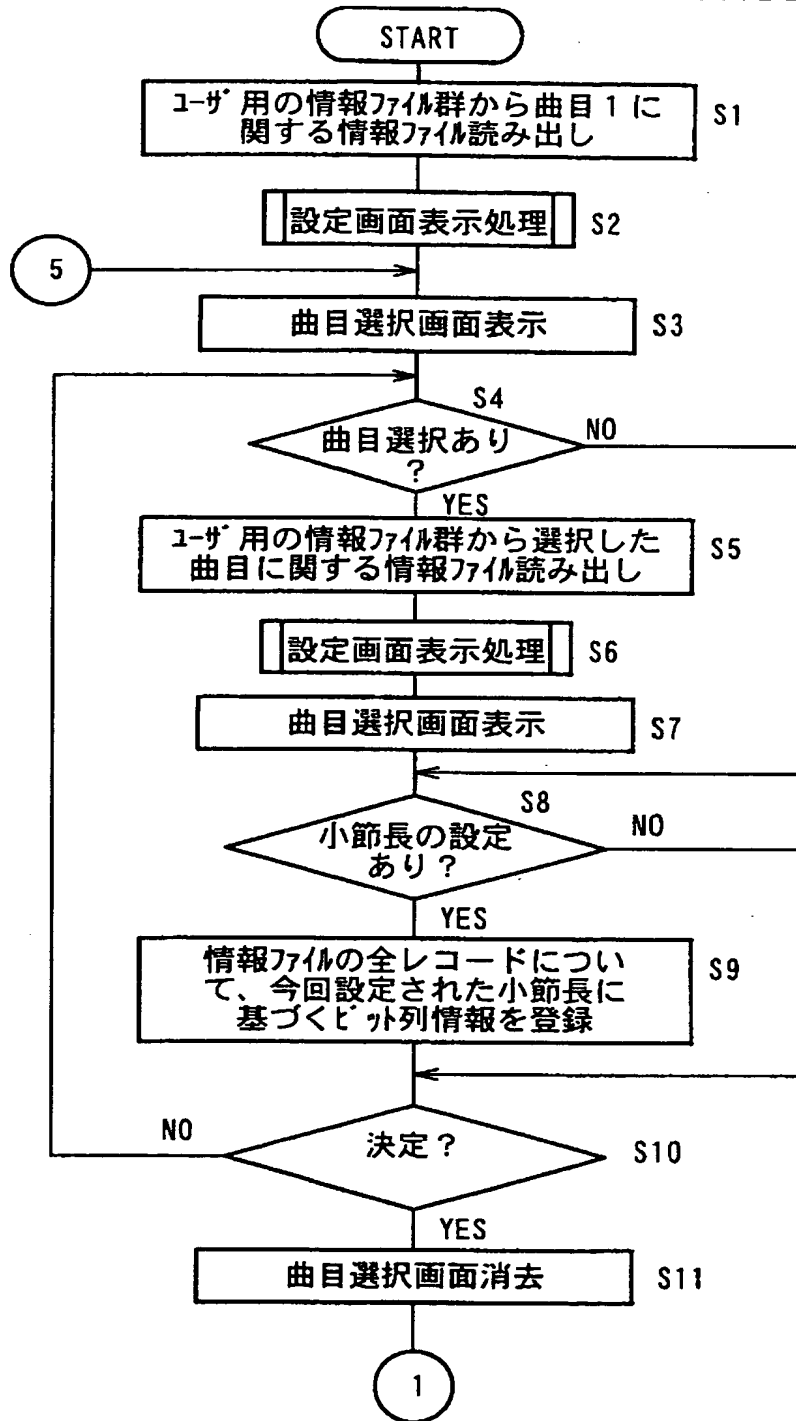 START
ユーザ用の情報ファイル群から曲目1に
関する情報ファイル読み出し
S1
設定画面表示処理
S2
5
曲目選択画面表示
S3
S4
曲目選択あり
?
NO
YES
ユーザ用の情報ファイル群から選択した
曲目に関する情報ファイル読み出し
S5
設定画面表示処理
S6
曲目選択画面表示
S7
S8
小節長の設定
あり?
NO
YES
情報ファイルの全レコードについ
て、今回設定された小節長に
基づくビット列情報を登録
S9
NO
決定?
S10
YES
曲目選択画面消去
S11
1